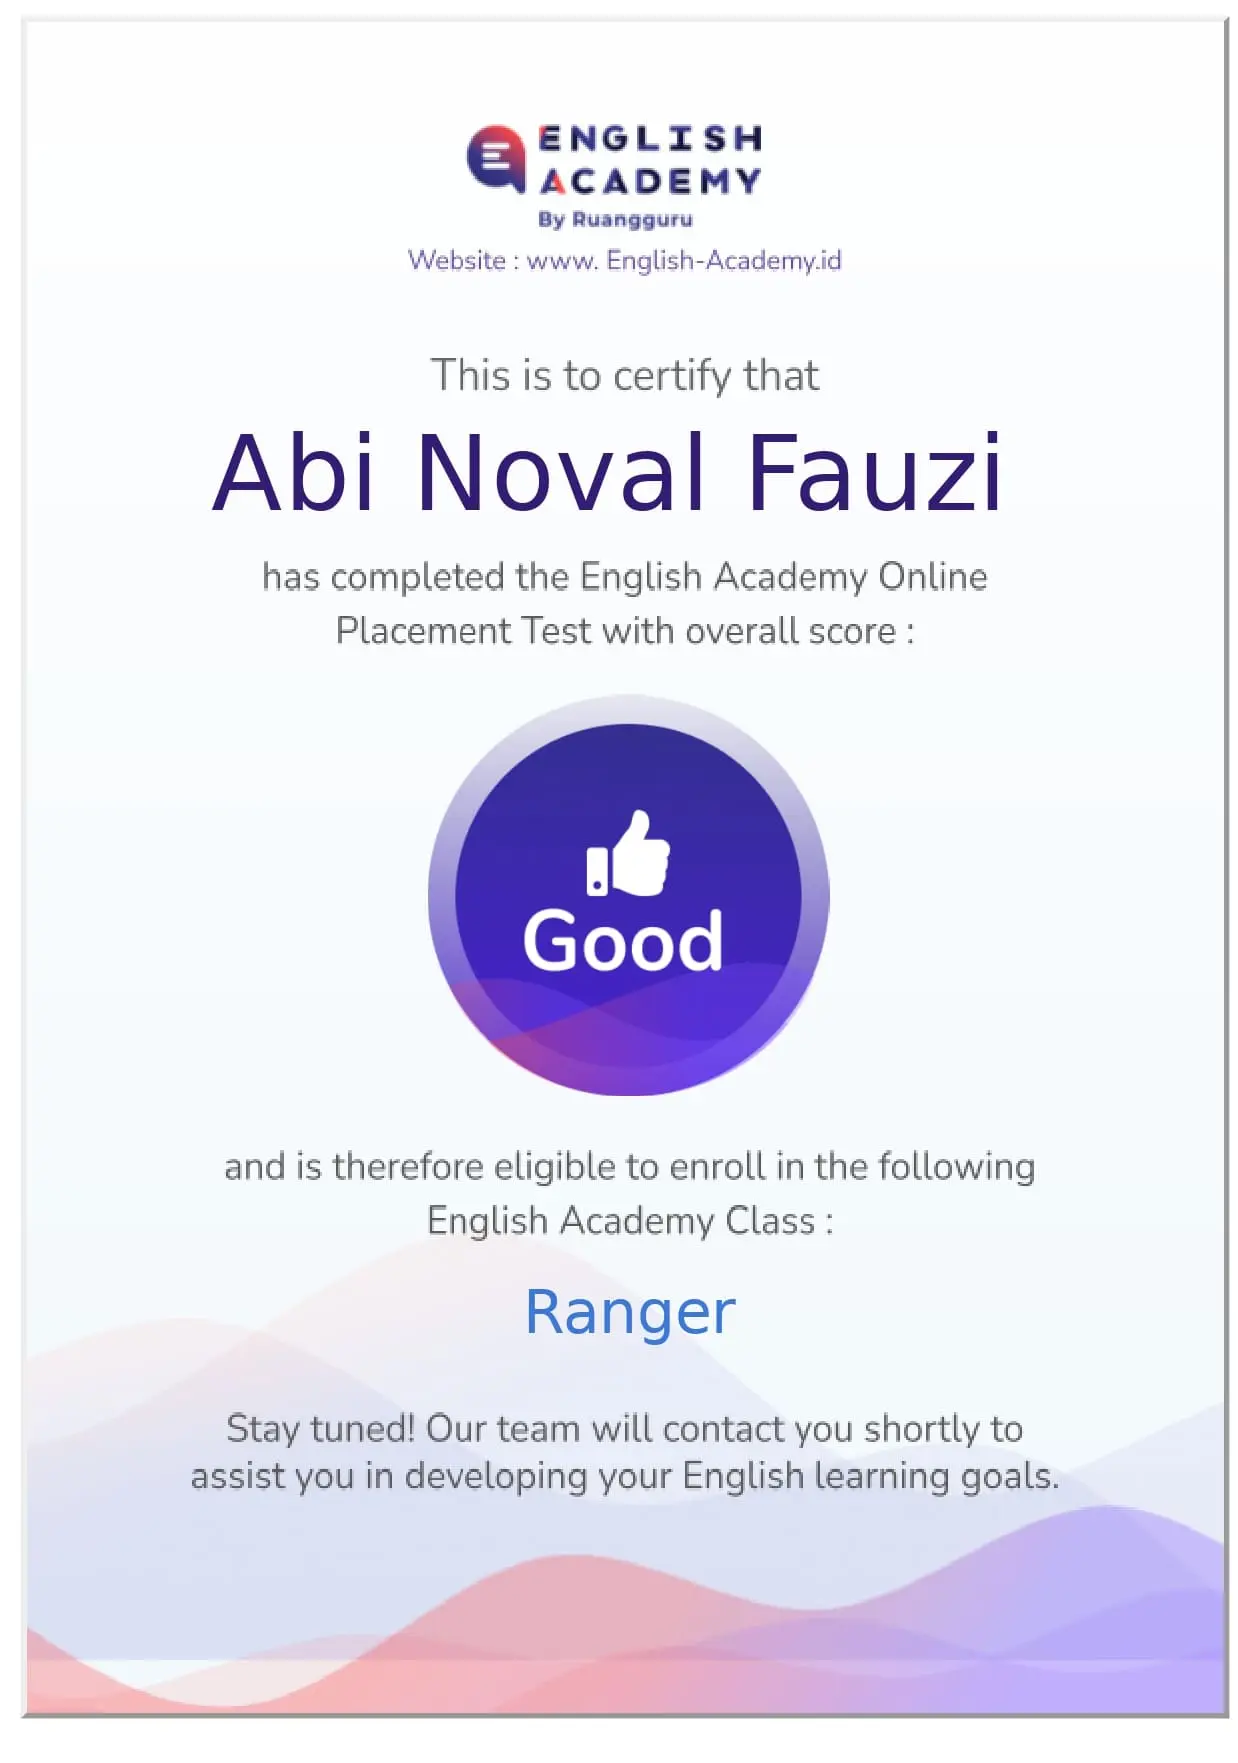 ENGLISH
ACADEMY
By Ruangguru
Website : www. English-Academy.id
This is to certify that
Abi Noval Fauzi
has completed the English Academy Online
Placement Test with overall score :
Good
and is therefore eligible to enroll in the following
English Academy Class :
Ranger
Stay tuned! Our team will contact you shortly to
assist you in developing your English learning goals.